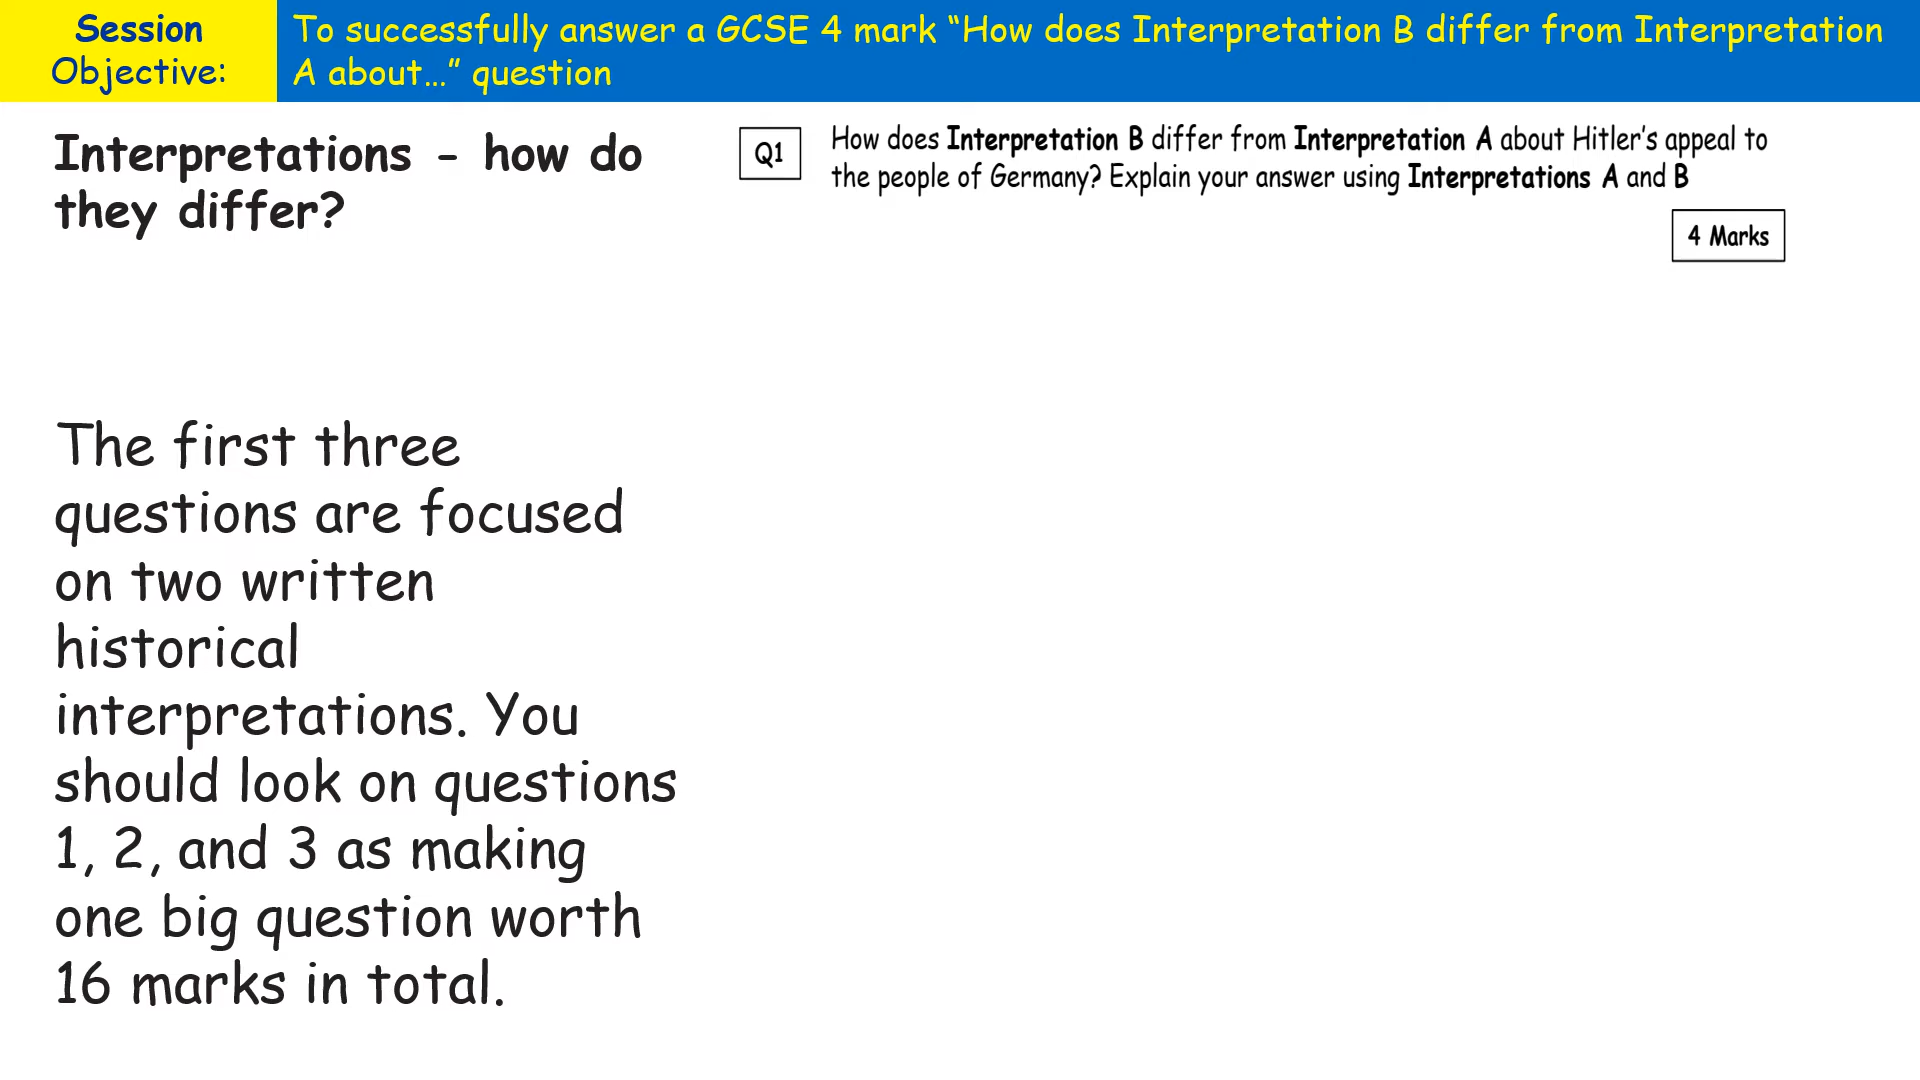 Session
Objective:
To successfully answer a GCSE 4 mark “How does Interpretation B differ from Interpretation
A about…” question
Interpretations - how do
they differ?
Q1
How does Interpretation B differ from Interpretation A about Hitler’s appeal to
the people of Germany? Explain your answer using Interpretations A and B
4 Marks
The first three
questions are focused
on two written
historical
interpretations. You
should look on questions
1, 2, and 3 as making
one big question worth
16 marks in total.